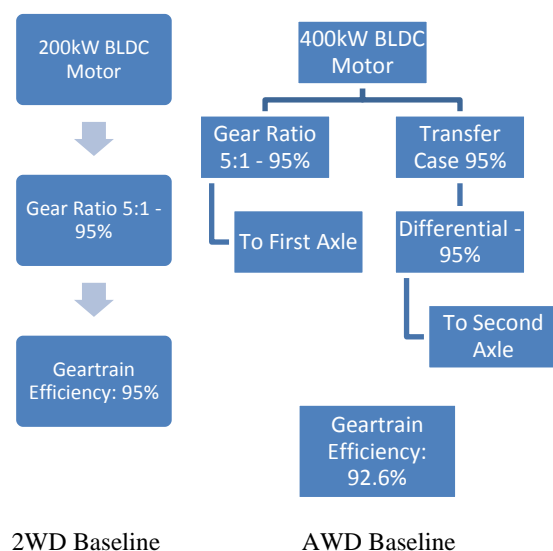 200kW BLDC
Motor
Gear Ratio 5:1 -
95%
Geartrain
Efficiency: 95%
2WD Baseline
400kW BLDC
Motor
Gear Ratio
5:1 - 95%
To First Axle
Transfer
Case 95%
Differential -
95%
To Second
Axle
Geartrain
Efficiency:
92.6%
AWD Baseline